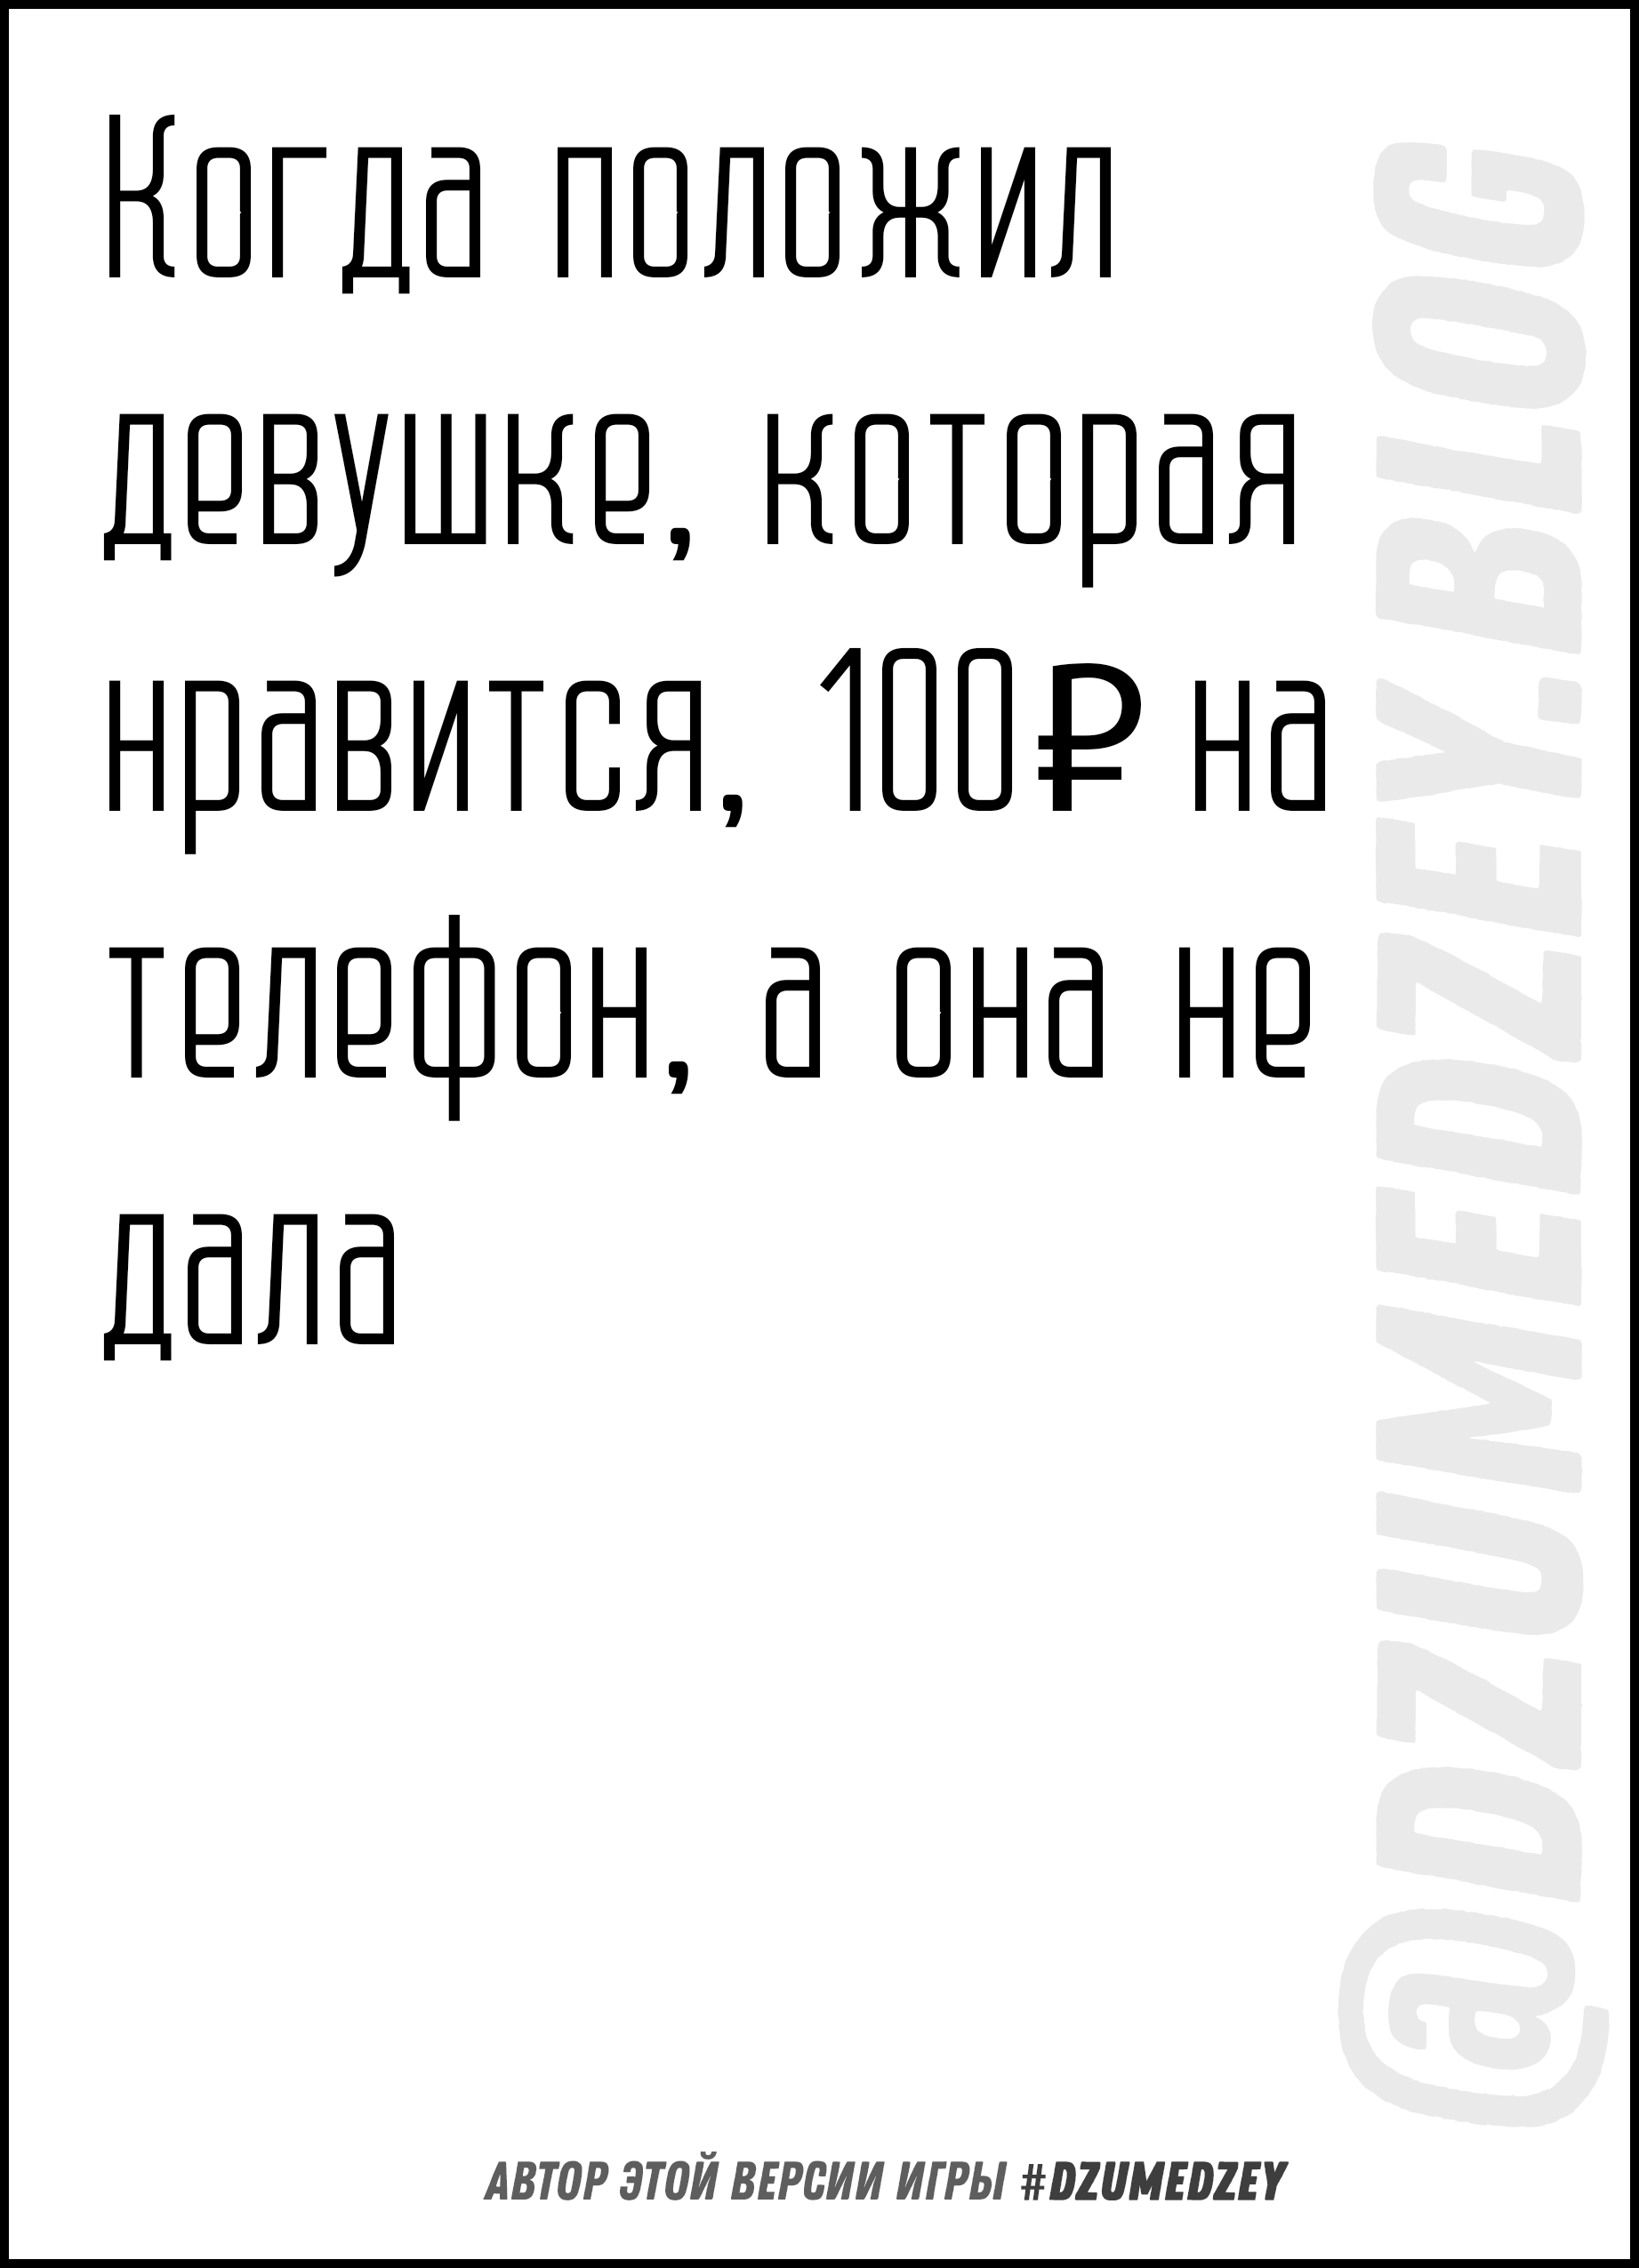 Когда положил
девушке, которая
нравится, 100₽ на
телефон, а она не
дала
@DZUMEDZEY.BLOG
АВТОР ЭТОЙ ВЕРСИИ ИГРЫ #DZUMEDZEY